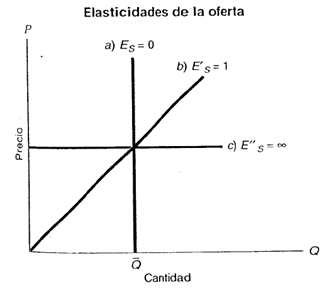 Elasticidades de la oferta
P
a) E_S = 0
b) E'_S = 1
c) E''_S = ∞
Precio
Q̄
Q
Cantidad